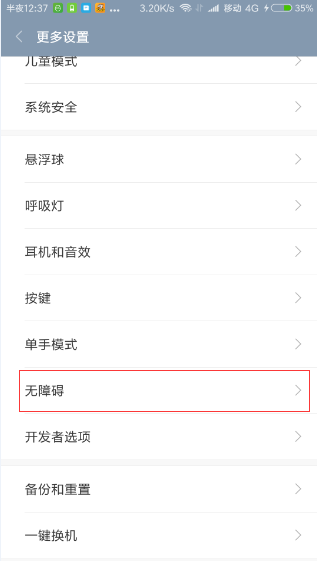 半夜12:37 ... 3.20K/s 移动 4G 35%
更多设置
儿童模式
系统安全
悬浮球
呼吸灯
耳机和音效
按键
单手模式
无障碍
开发者选项
备份和重置
一键换机